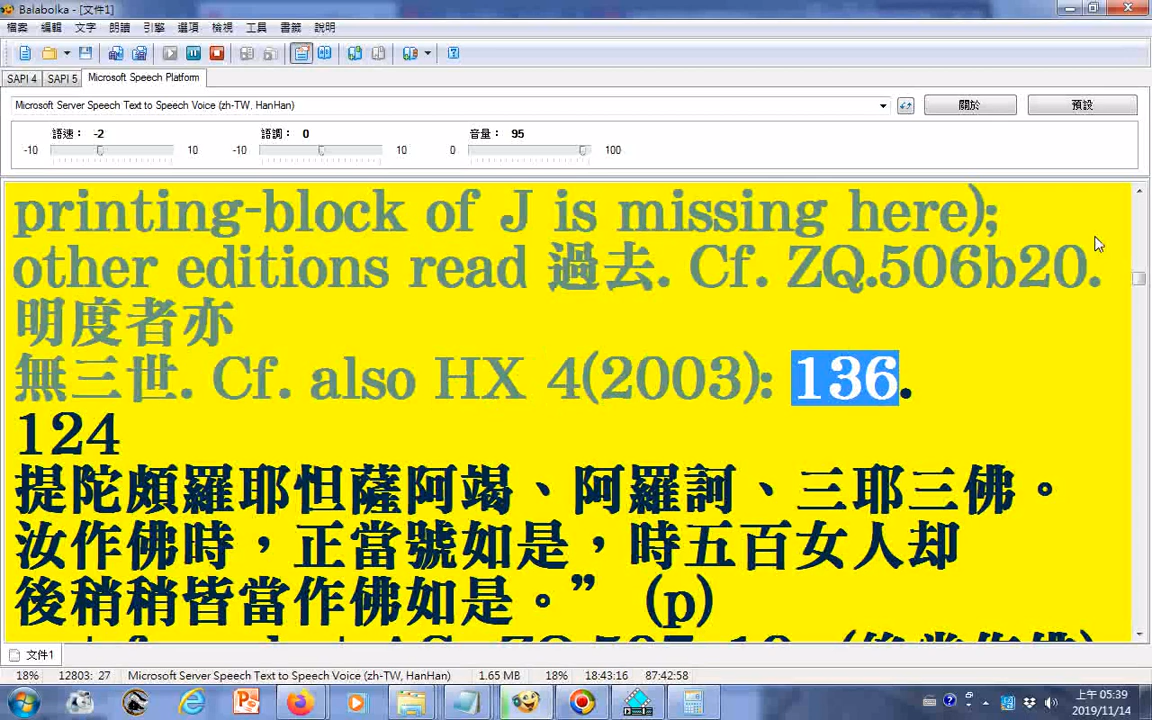 Balabolka - [文件1]
檔案 編輯 文字 朗讀 引擎 選項 檢視 工具 書籤 說明
SAPI 4 SAPI 5 Microsoft Speech Platform
Microsoft Server Speech Text to Speech Voice (zh-TW, HanHan) 關於 預設
語速： -2 語調： 0 音量： 95
-10 10 -10 10 0 100
printing-block of J is missing here);
other editions read 過去. Cf. ZQ.506b20.
明度者亦
無三世. Cf. also HX 4(2003): 136.
124
提陀頗羅耶怛薩阿竭、阿羅訶、三耶三佛。
汝作佛時，正當號如是，時五百女人却
後稍稍皆當作佛如是。” (p)
文件1
18% 12803: 27 Microsoft Server Speech Text to Speech Voice (zh-TW, HanHan) 1.65 MB 18% 18:43:16 87:42:58
上午 05:39
2019/11/14